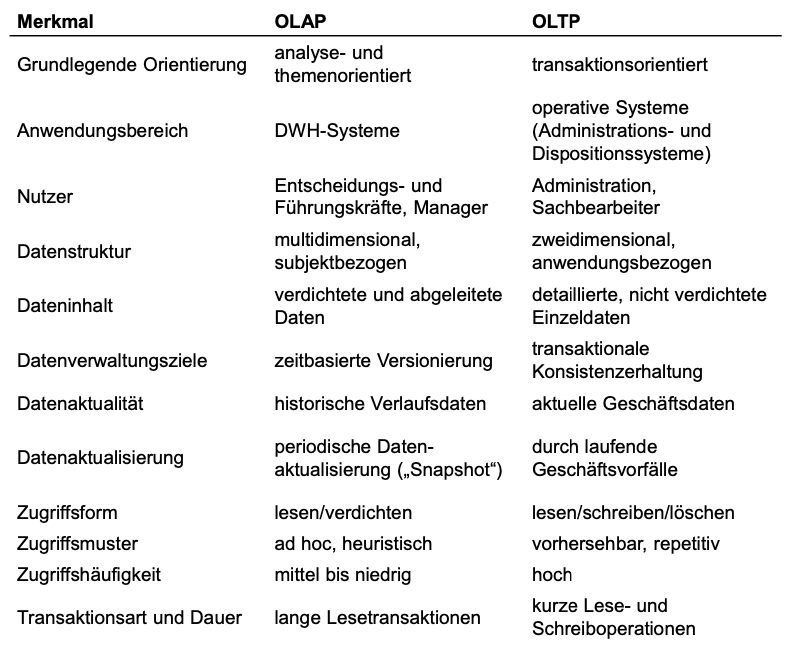 Merkmal OLAP OLTP
Grundlegende Orientierung analyse- und
themenorientiert transaktionsorientiert
Anwendungsbereich DWH-Systeme operative Systeme
(Administrations- und
Dispositionssysteme)
Nutzer Entscheidungs- und
Führungskräfte, Manager Administration,
Sachbearbeiter
Datenstruktur multidimensional,
subjektbezogen zweidimensional,
anwendungsbezogen
Dateninhalt verdichtete und abgeleitete
Daten detaillierte, nicht verdichtete
Einzeldaten
Datenverwaltungsziele zeitbasierte Versionierung transaktionale
Konsistenzerhaltung
Datenaktualität historische Verlaufsdaten aktuelle Geschäftsdaten
Datenaktualisierung periodische Daten-
aktualisierung („Snapshot“) durch laufende
Geschäftsvorfälle
Zugriffsform lesen/verdichten lesen/schreiben/löschen
Zugriffsmuster ad hoc, heuristisch vorhersehbar, repetitiv
Zugriffshäufigkeit mittel bis niedrig hoch
Transaktionsart und Dauer lange Lesetransaktionen kurze Lese- und
Schreiboperationen